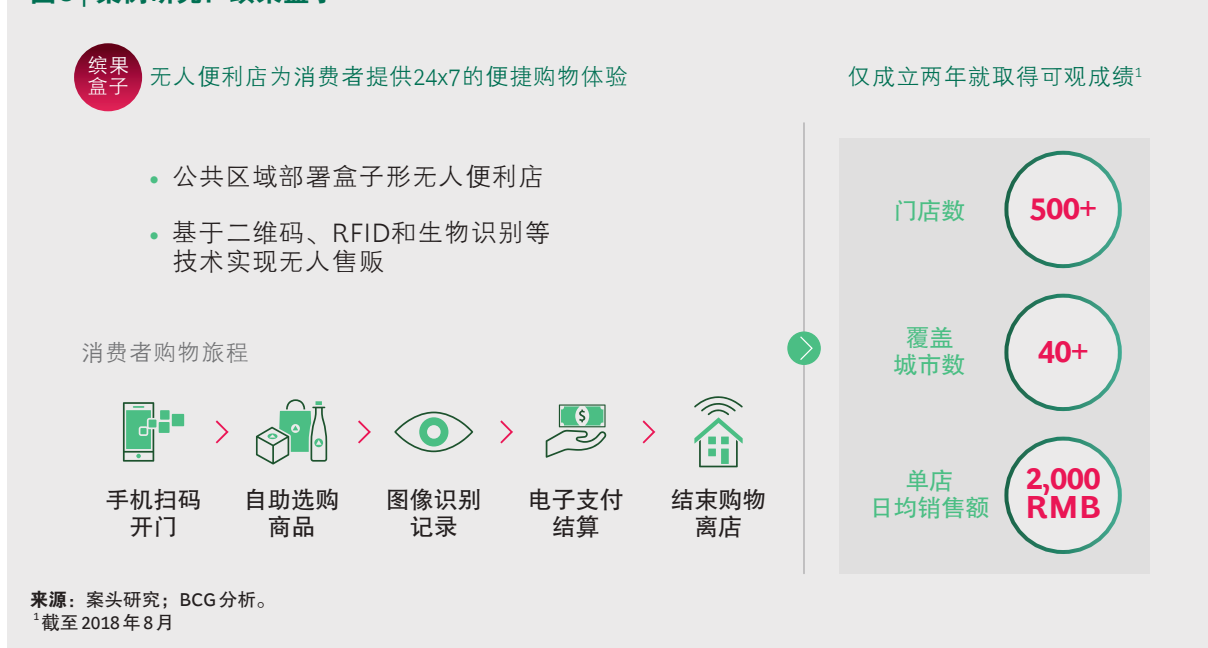 缤果
盒子
无人便利店为消费者提供24x7的便捷购物体验
仅成立两年就取得可观成绩1
• 公共区域部署盒子形无人便利店
• 基于二维码、RFID和生物识别等
技术实现无人售贩
消费者购物旅程
手机扫码
开门
自助选购
商品
图像识别
记录
电子支付
结算
结束购物
离店
门店数
500+
覆盖
城市数
40+
单店
日均销售额
2,000
RMB
来源：案头研究；BCG分析。
1截至2018年8月